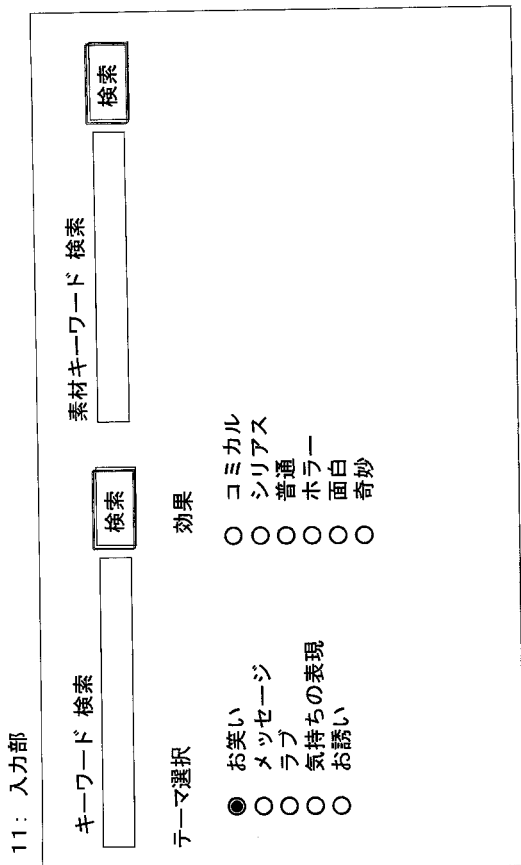 11: 入力部
キーワード 検索
検索
素材キーワード 検索
検索
テーマ選択
お笑い
メッセージ
ラブ
気持ちの表現
お誘い
効果
コミカル
シリアス
普通
ホラー
面白
奇妙